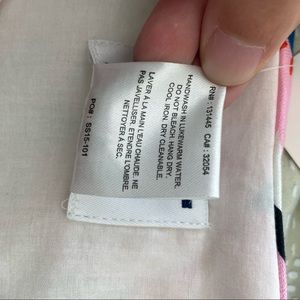 RN# : 131445 CA# : 32054
HANDWASH IN LUKEWARM WATER.
DO NOT BLEACH. HANG DRY.
COOL IRON. DRY CLEANABLE.
LAVER À LA MAIN L'EAU CHAUDE. NE
PAS JAVELLISER. ETENDRE L'OMBRE.
NETTOYER À SEC.
PO# : SS15-101